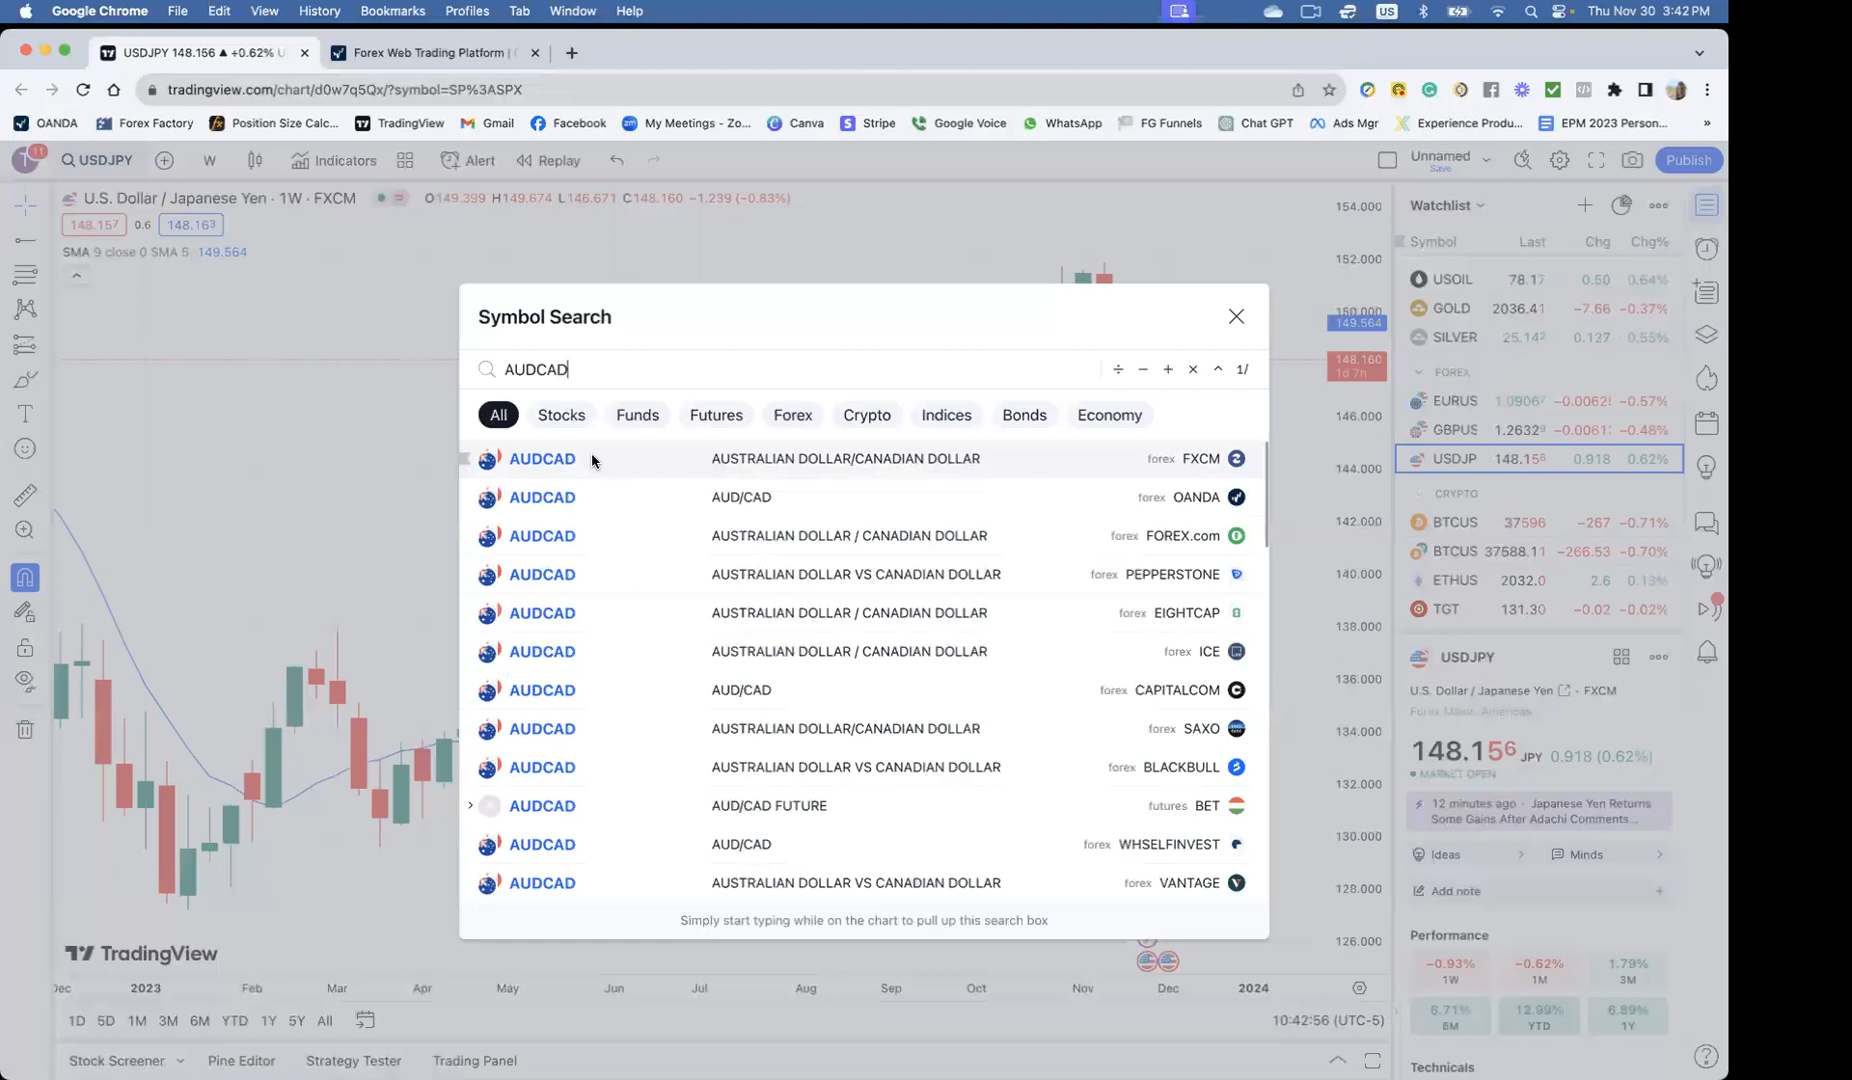 Google Chrome File Edit View History Bookmarks Profiles Tab Window Help US Thu Nov 30 3:42 PM
USDJPY 148.156 ▲ +0.62% U Forex Web Trading Platform |
tradingview.com/chart/d0w7q5Qx/?symbol=SP%3ASPX
OANDA Forex Factory Position Size Calc... TradingView Gmail Facebook My Meetings - Zo... Canva Stripe Google Voice WhatsApp FG Funnels Chat GPT Ads Mgr Experience Produ... EPM 2023 Person... »
T 11 USDJPY W Indicators Alert Replay Unnamed Save Publish
U.S. Dollar / Japanese Yen · 1W · FXCM O149.399 H149.674 L146.671 C148.160 −1.239 (−0.83%)
148.157 0.6 148.163
SMA 9 close 0 SMA 5 149.564
Symbol Search
AUDCAD ÷ − + × ^ 1/
All Stocks Funds Futures Forex Crypto Indices Bonds Economy
AUDCAD AUSTRALIAN DOLLAR/CANADIAN DOLLAR forex FXCM
AUDCAD AUD/CAD forex OANDA
AUDCAD AUSTRALIAN DOLLAR / CANADIAN DOLLAR forex FOREX.com
AUDCAD AUSTRALIAN DOLLAR VS CANADIAN DOLLAR forex PEPPERSTONE
AUDCAD AUSTRALIAN DOLLAR / CANADIAN DOLLAR forex EIGHTCAP
AUDCAD AUSTRALIAN DOLLAR / CANADIAN DOLLAR forex ICE
AUDCAD AUD/CAD forex CAPITALCOM
AUDCAD AUSTRALIAN DOLLAR/CANADIAN DOLLAR forex SAXO
AUDCAD AUSTRALIAN DOLLAR VS CANADIAN DOLLAR forex BLACKBULL
AUDCAD AUD/CAD FUTURE futures BET
AUDCAD AUD/CAD forex WHSELFINVEST
AUDCAD AUSTRALIAN DOLLAR VS CANADIAN DOLLAR forex VANTAGE
Simply start typing while on the chart to pull up this search box
154.000
152.000
150.000
149.564
148.160
1d 7h
146.000
144.000
142.000
140.000
138.000
136.000
134.000
132.000
130.000
128.000
126.000
TradingView
Dec 2023 Feb Mar Apr May Jun Jul Aug Sep Oct Nov Dec 2024
1D 5D 1M 3M 6M YTD 1Y 5Y All 10:42:56 (UTC-5)
Stock Screener Pine Editor Strategy Tester Trading Panel
Watchlist
Symbol Last Chg Chg%
USOIL 78.17 0.50 0.64%
GOLD 2036.41 −7.66 −0.37%
SILVER 25.142 0.137 0.55%
FOREX
EURUS 1.0906 −0.0062 −0.57%
GBPUS 1.2632 −0.0061 −0.48%
USDJP 148.156 0.918 0.62%
CRYPTO
BTCUS 37596 −267 −0.71%
BTCUS 37588.11 −266.53 −0.70%
ETHUS 2032.0 2.6 0.13%
TGT 131.30 −0.02 −0.02%
USDJPY
U.S. Dollar / Japanese Yen · FXCM
Forex Major, Americas
148.156 JPY 0.918 (0.62%)
MARKET OPEN
12 minutes ago · Japanese Yen Returns
Some Gains After Adachi Comments...
Ideas Minds
Add note
Performance
−0.93% −0.62% 1.79%
1W 1M 3M
6.71% 12.99% 6.89%
6M YTD 1Y
Technicals